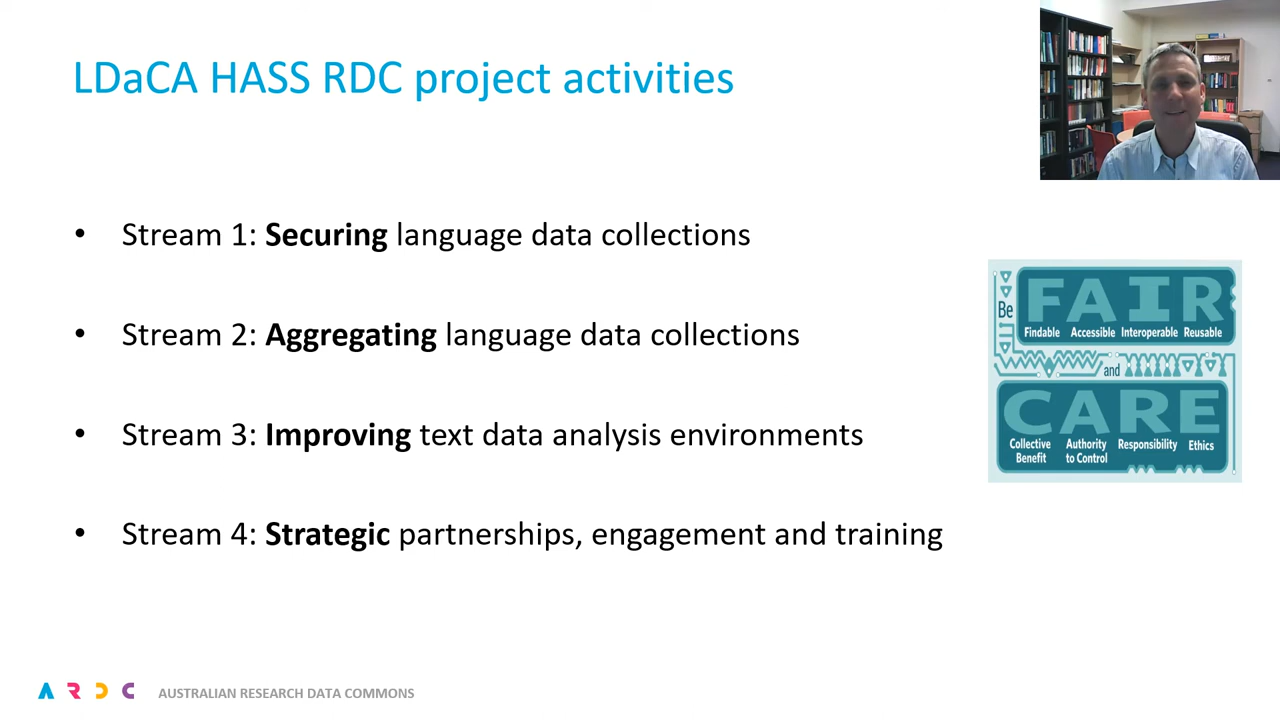 LDaCA HASS RDC project activities
• Stream 1: Securing language data collections
• Stream 2: Aggregating language data collections
• Stream 3: Improving text data analysis environments
• Stream 4: Strategic partnerships, engagement and training
Be
FAIR
Findable Accessible Interoperable Reusable
and
CARE
Collective Benefit
Authority to Control
Responsibility
Ethics
ARDC AUSTRALIAN RESEARCH DATA COMMONS